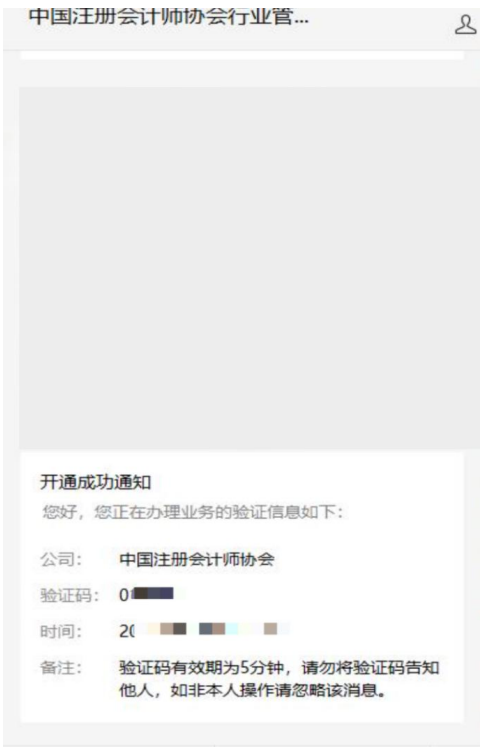 中国注册会计师协会行业管...
开通成功通知
您好，您正在办理业务的验证信息如下：
公司： 中国注册会计师协会
验证码： 0
时间： 20
备注： 验证码有效期为5分钟，请勿将验证码告知
他人，如非本人操作请忽略该消息。